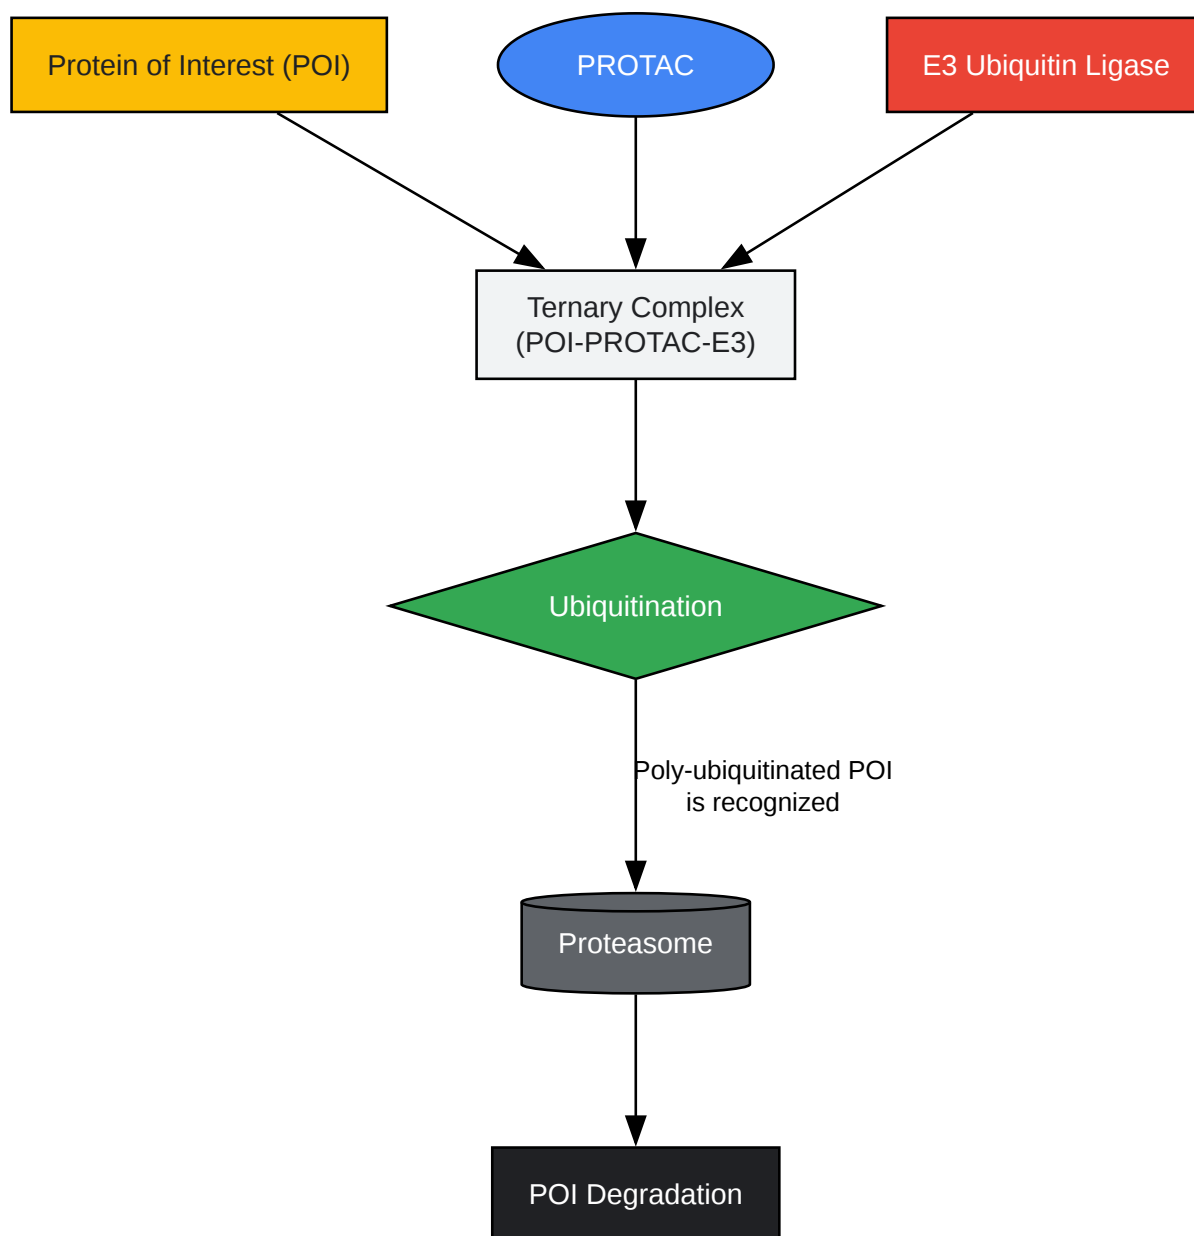 Protein of Interest (POI)
PROTAC
E3 Ubiquitin Ligase
Ternary Complex
(POI-PROTAC-E3)
Ubiquitination
Poly-ubiquitinated POI
is recognized
Proteasome
POI Degradation